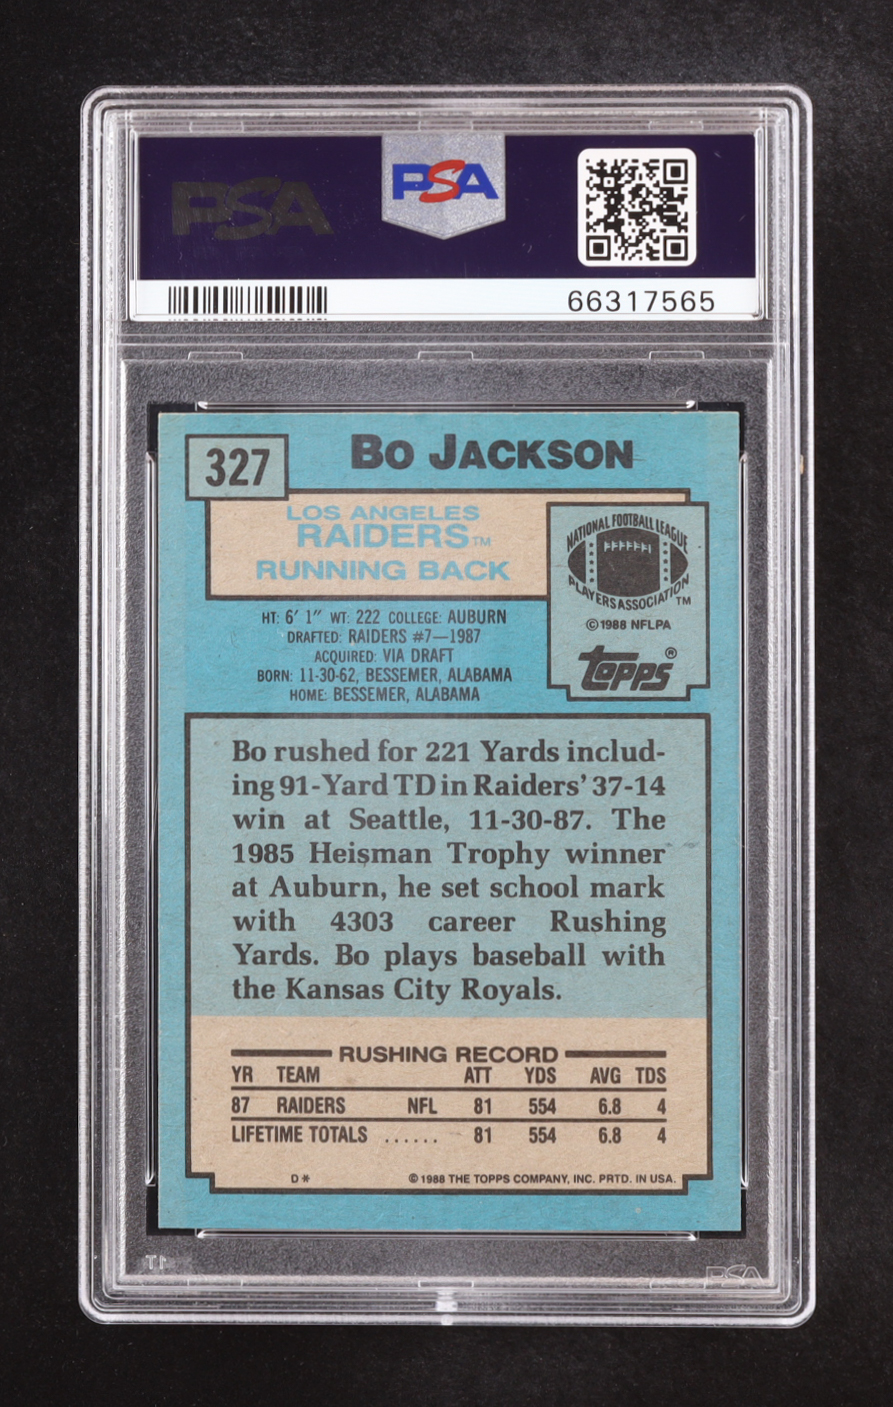 PSA
PSA
66317565
327
BO JACKSON
LOS ANGELES
RAIDERS TM
RUNNING BACK
NATIONAL FOOTBALL LEAGUE
PLAYERS ASSOCIATION TM
© 1988 NFLPA
topps®
HT: 6' 1" WT: 222 COLLEGE: AUBURN
DRAFTED: RAIDERS #7—1987
ACQUIRED: VIA DRAFT
BORN: 11-30-62, BESSEMER, ALABAMA
HOME: BESSEMER, ALABAMA
Bo rushed for 221 Yards includ-
ing 91-Yard TD in Raiders' 37-14
win at Seattle, 11-30-87. The
1985 Heisman Trophy winner
at Auburn, he set school mark
with 4303 career Rushing
Yards. Bo plays baseball with
the Kansas City Royals.
RUSHING RECORD
YR TEAM ATT YDS AVG TDS
87 RAIDERS NFL 81 554 6.8 4
LIFETIME TOTALS ...... 81 554 6.8 4
D* © 1988 THE TOPPS COMPANY, INC. PRTD. IN USA.
PSA